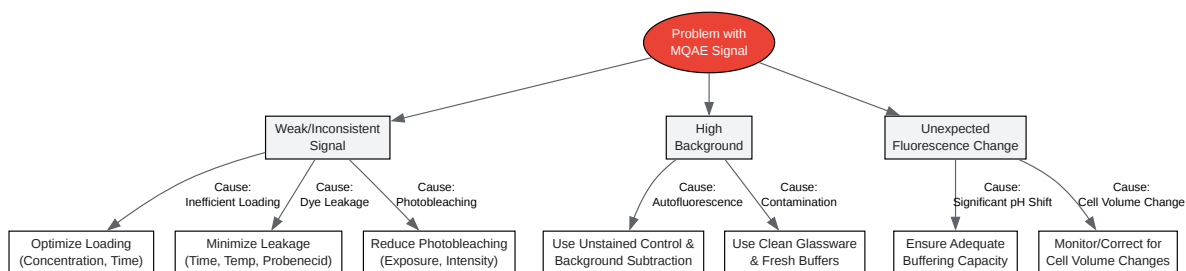 Problem with
MQAE Signal
Weak/Inconsistent
Signal
High
Background
Unexpected
Fluorescence Change
Cause:
Inefficient Loading
Cause:
Dye Leakage
Cause:
Photobleaching
Cause:
Autofluorescence
Cause:
Contamination
Cause:
Significant pH Shift
Cause:
Cell Volume Change
Optimize Loading
(Concentration, Time)
Minimize Leakage
(Time, Temp, Probenecid)
Reduce Photobleaching
(Exposure, Intensity)
Use Unstained Control &
Background Subtraction
Use Clean Glassware
& Fresh Buffers
Ensure Adequate
Buffering Capacity
Monitor/Correct for
Cell Volume Changes